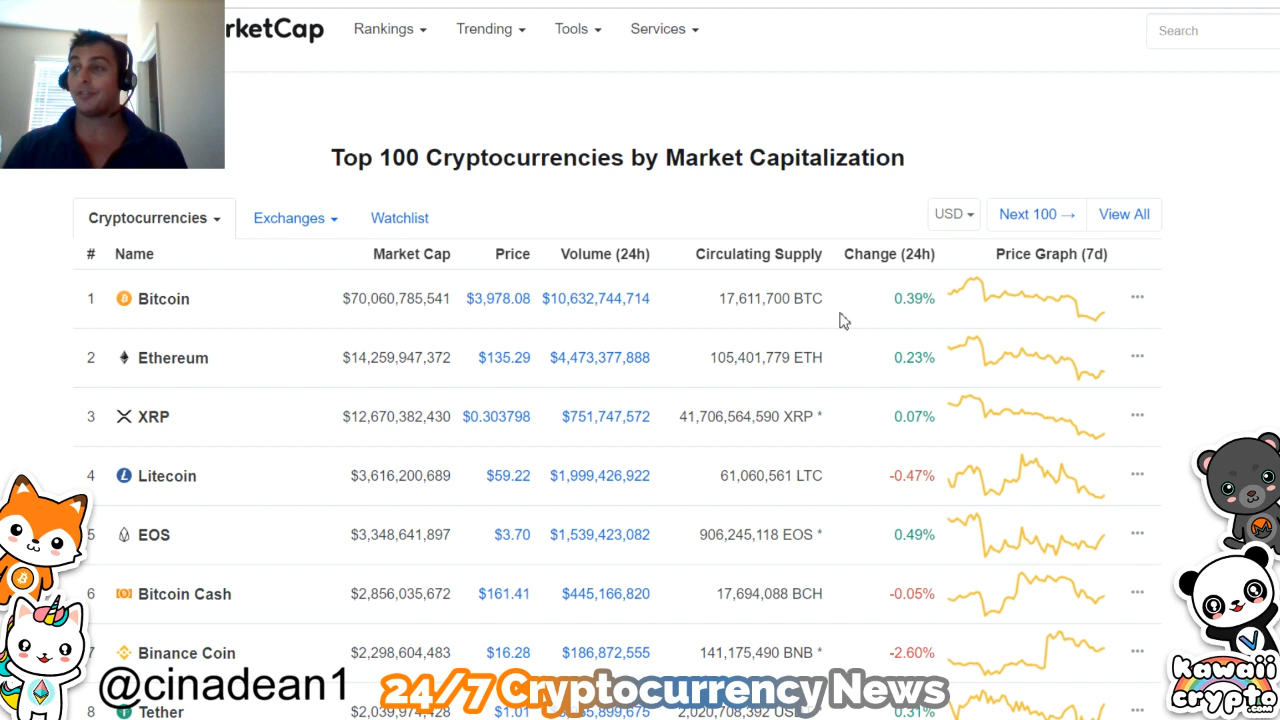 rketCap Rankings Trending Tools Services Search
Top 100 Cryptocurrencies by Market Capitalization
Cryptocurrencies Exchanges Watchlist USD Next 100 → View All
# Name Market Cap Price Volume (24h) Circulating Supply Change (24h) Price Graph (7d)
1 Bitcoin $70,060,785,541 $3,978.08 $10,632,744,714 17,611,700 BTC 0.39%
2 Ethereum $14,259,947,372 $135.29 $4,473,377,888 105,401,779 ETH 0.23%
3 XRP $12,670,382,430 $0.303798 $751,747,572 41,706,564,590 XRP * 0.07%
4 Litecoin $3,616,200,689 $59.22 $1,999,426,922 61,060,561 LTC -0.47%
5 EOS $3,348,641,897 $3.70 $1,539,423,082 906,245,118 EOS * 0.49%
6 Bitcoin Cash $2,856,035,672 $161.41 $445,166,820 17,694,088 BCH -0.05%
7 Binance Coin $2,298,604,483 $16.28 $186,872,555 141,175,490 BNB * -2.60%
@cinadean1 24/7 Cryptocurrency News
kawaii
crypto
.com
8 Tether $1.01 0.31%